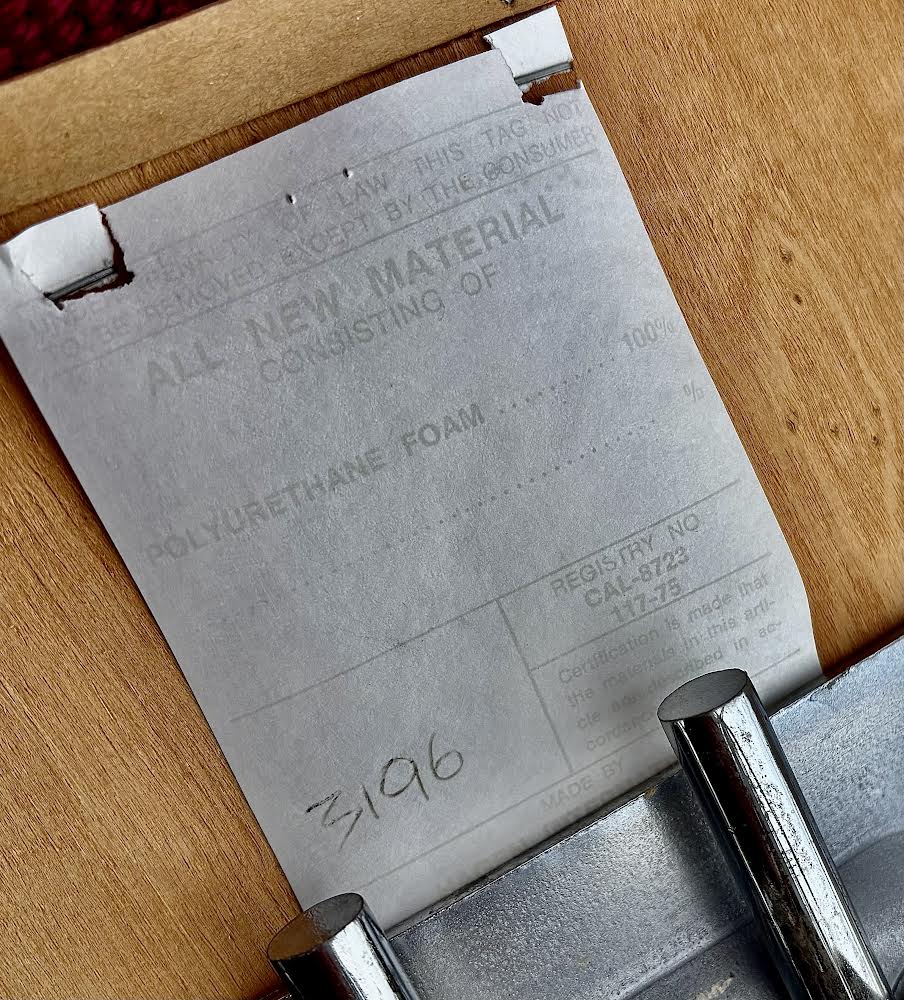 UNDER PENALTY OF LAW THIS TAG NOT
TO BE REMOVED EXCEPT BY THE CONSUMER
ALL NEW MATERIAL
CONSISTING OF
POLYURETHANE FOAM .......... 100%
.............................. %
REGISTRY NO.
CAL-8723
117-75
Certification is made that
the materials in this arti-
cle are described in ac-
3196
MADE BY